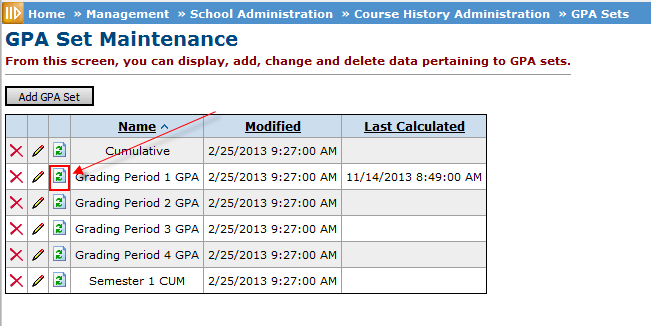 Home » Management » School Administration » Course History Administration » GPA Sets
GPA Set Maintenance
From this screen, you can display, add, change and delete data pertaining to GPA sets.
Add GPA Set
Name Modified Last Calculated
Cumulative 2/25/2013 9:27:00 AM
Grading Period 1 GPA 2/25/2013 9:27:00 AM 11/14/2013 8:49:00 AM
Grading Period 2 GPA 2/25/2013 9:27:00 AM
Grading Period 3 GPA 2/25/2013 9:27:00 AM
Grading Period 4 GPA 2/25/2013 9:27:00 AM
Semester 1 CUM 2/25/2013 9:27:00 AM